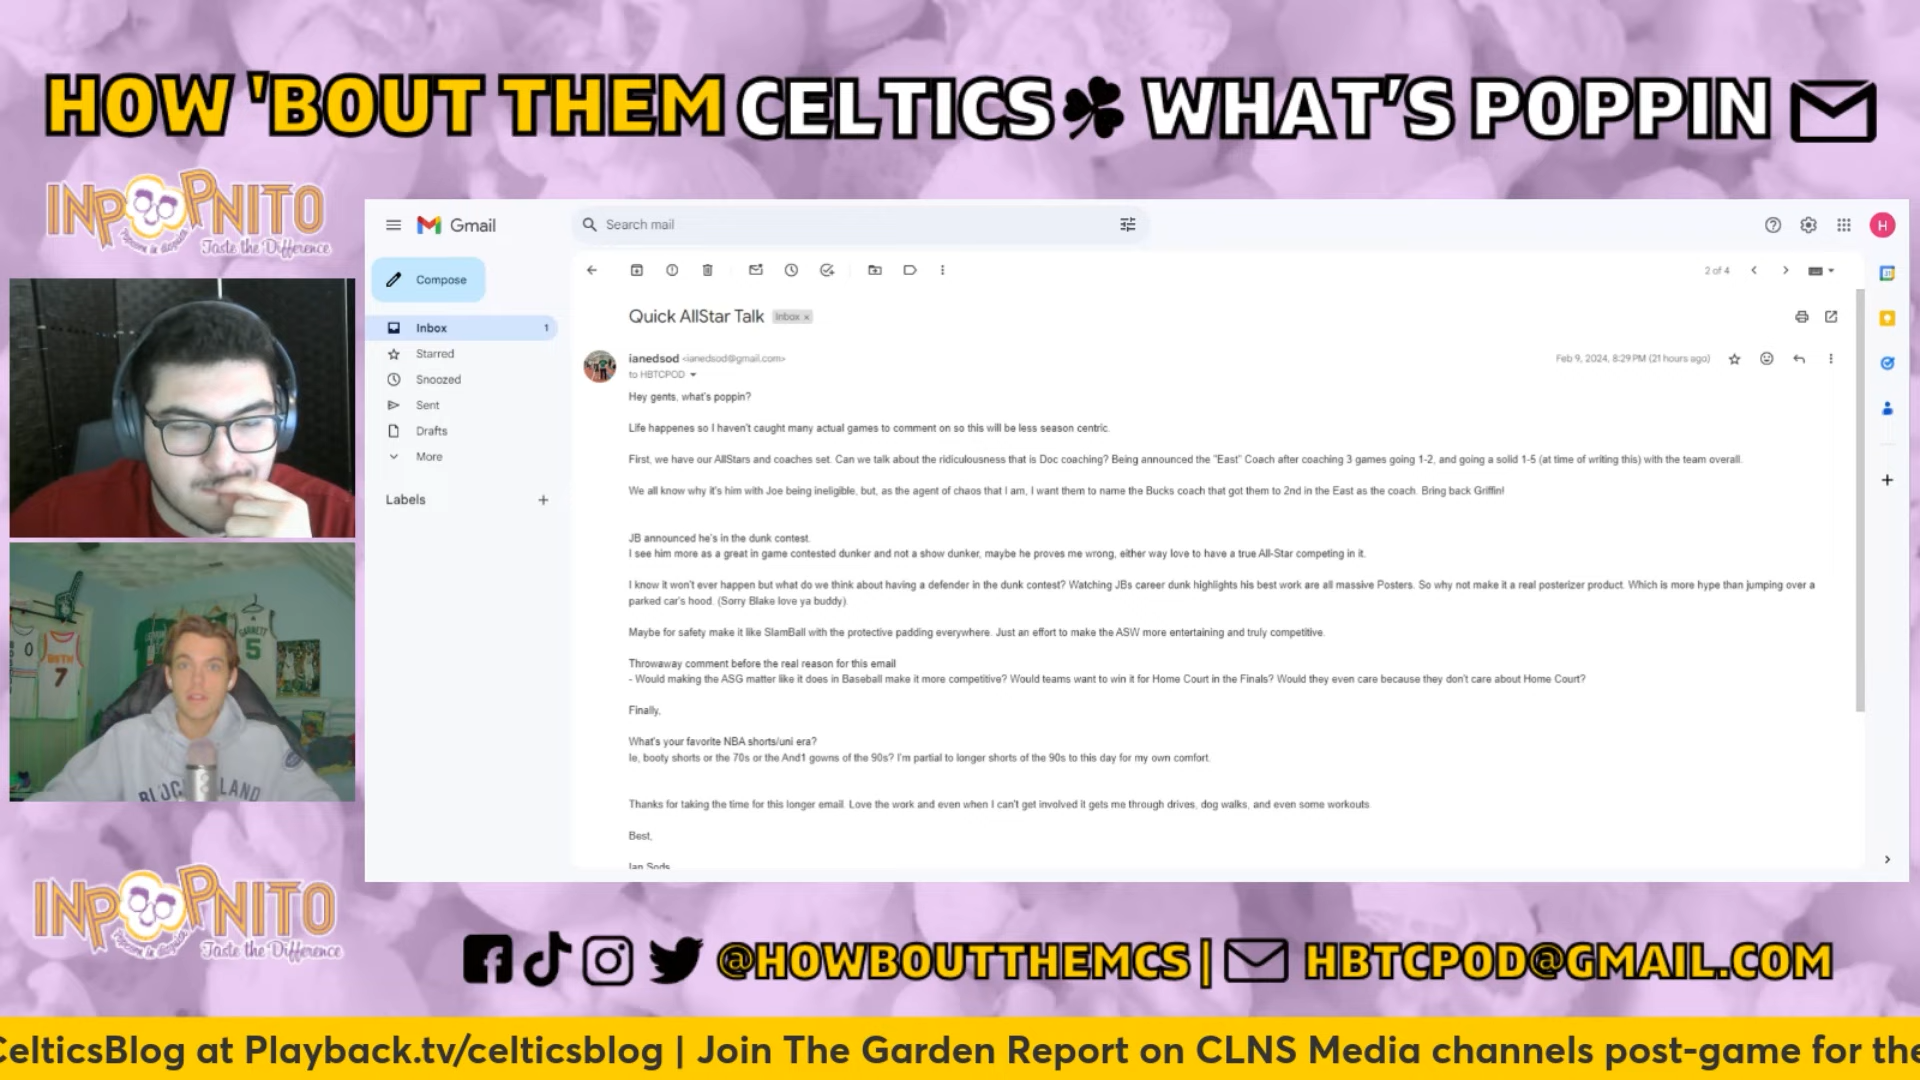 HOW 'BOUT THEM CELTICS WHAT'S POPPIN
INPOPNITO
Taste the Difference
Gmail
Search mail
H
Compose
2 of 4
Inbox 1
Starred
Snoozed
Sent
Drafts
More
Labels
Quick AllStar Talk Inbox x
ianedsod <ianedsod@gmail.com>
Feb 9, 2024, 8:29 PM (21 hours ago)
to HBTCPOD
Hey gents, what's poppin?
Life happenes so I haven't caught many actual games to comment on so this will be less season centric.
First, we have our AllStars and coaches set. Can we talk about the ridiculousness that is Doc coaching? Being announced the "East" Coach after coaching 3 games going 1-2, and going a solid 1-5 (at time of writing this) with the team overall.
We all know why it's him with Joe being ineligible, but, as the agent of chaos that I am, I want them to name the Bucks coach that got them to 2nd in the East as the coach. Bring back Griffin!
JB announced he's in the dunk contest.
I see him more as a great in game contested dunker and not a show dunker, maybe he proves me wrong, either way love to have a true All-Star competing in it.
I know it won't ever happen but what do we think about having a defender in the dunk contest? Watching JBs career dunk highlights his best work are all massive Posters. So why not make it a real posterizer product. Which is more hype than jumping over a
parked car's hood. (Sorry Blake love ya buddy).
Maybe for safety make it like SlamBall with the protective padding everywhere. Just an effort to make the ASW more entertaining and truly competitive.
Throwaway comment before the real reason for this email
- Would making the ASG matter like it does in Baseball make it more competitive? Would teams want to win it for Home Court in the Finals? Would they even care because they don't care about Home Court?
Finally,
What's your favorite NBA shorts/uni era?
Ie, booty shorts or the 70s or the And1 gowns of the 90s? I'm partial to longer shorts of the 90s to this day for my own comfort.
Thanks for taking the time for this longer email. Love the work and even when I can't get involved it gets me through drives, dog walks, and even some workouts
Best,
Ian Sods
0
7
GARNETT
5
INPOPNITO
Taste the Difference
@HOWBOUTTHEMCS | HBTCPOD@GMAIL.COM
CelticsBlog at Playback.tv/celticsblog | Join The Garden Report on CLNS Media channels post-game for the